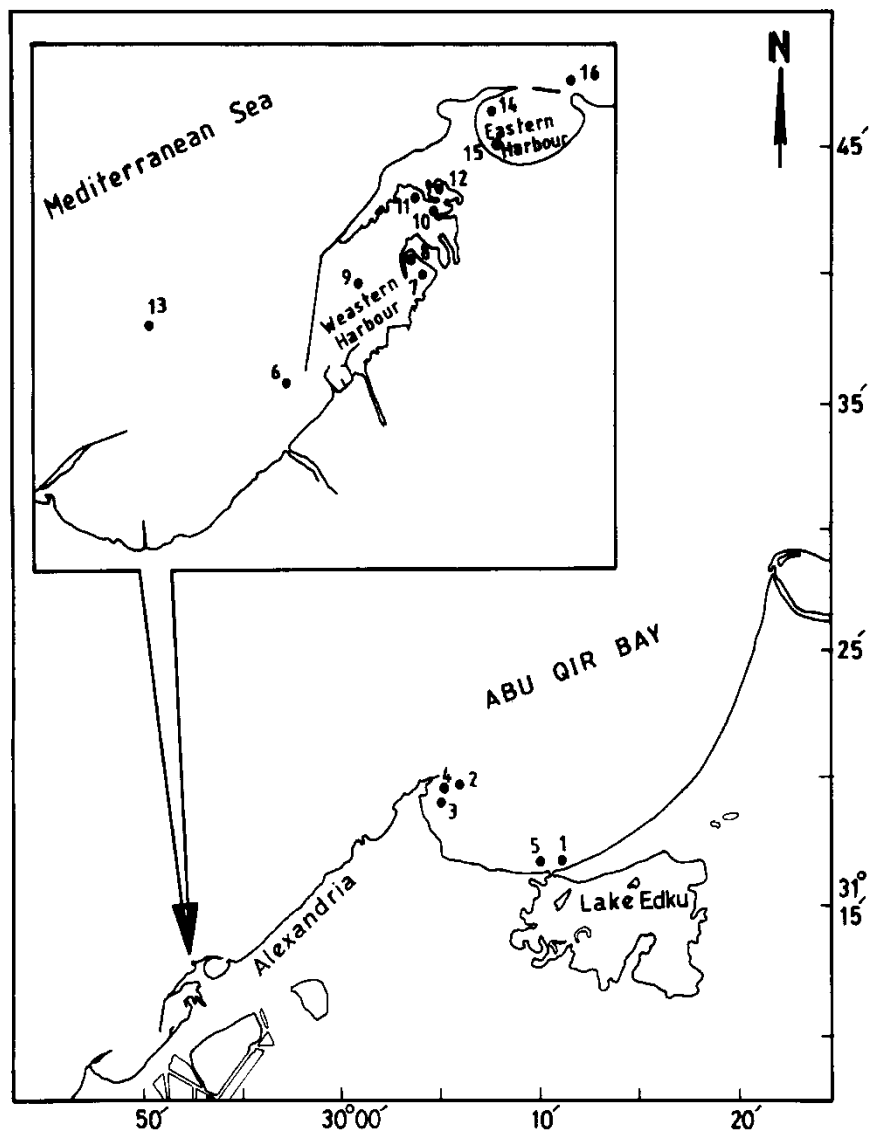 N
16
14
Eastern
Harbour
15
45′
Mediterranean Sea
12
11
10
8
9
7
Weastern
Harbour
13
6
35′
25′
ABU QIR BAY
4
2
3
5
1
31°
15′
Lake Edku
Alexandria
50′
30°00′
10′
20′